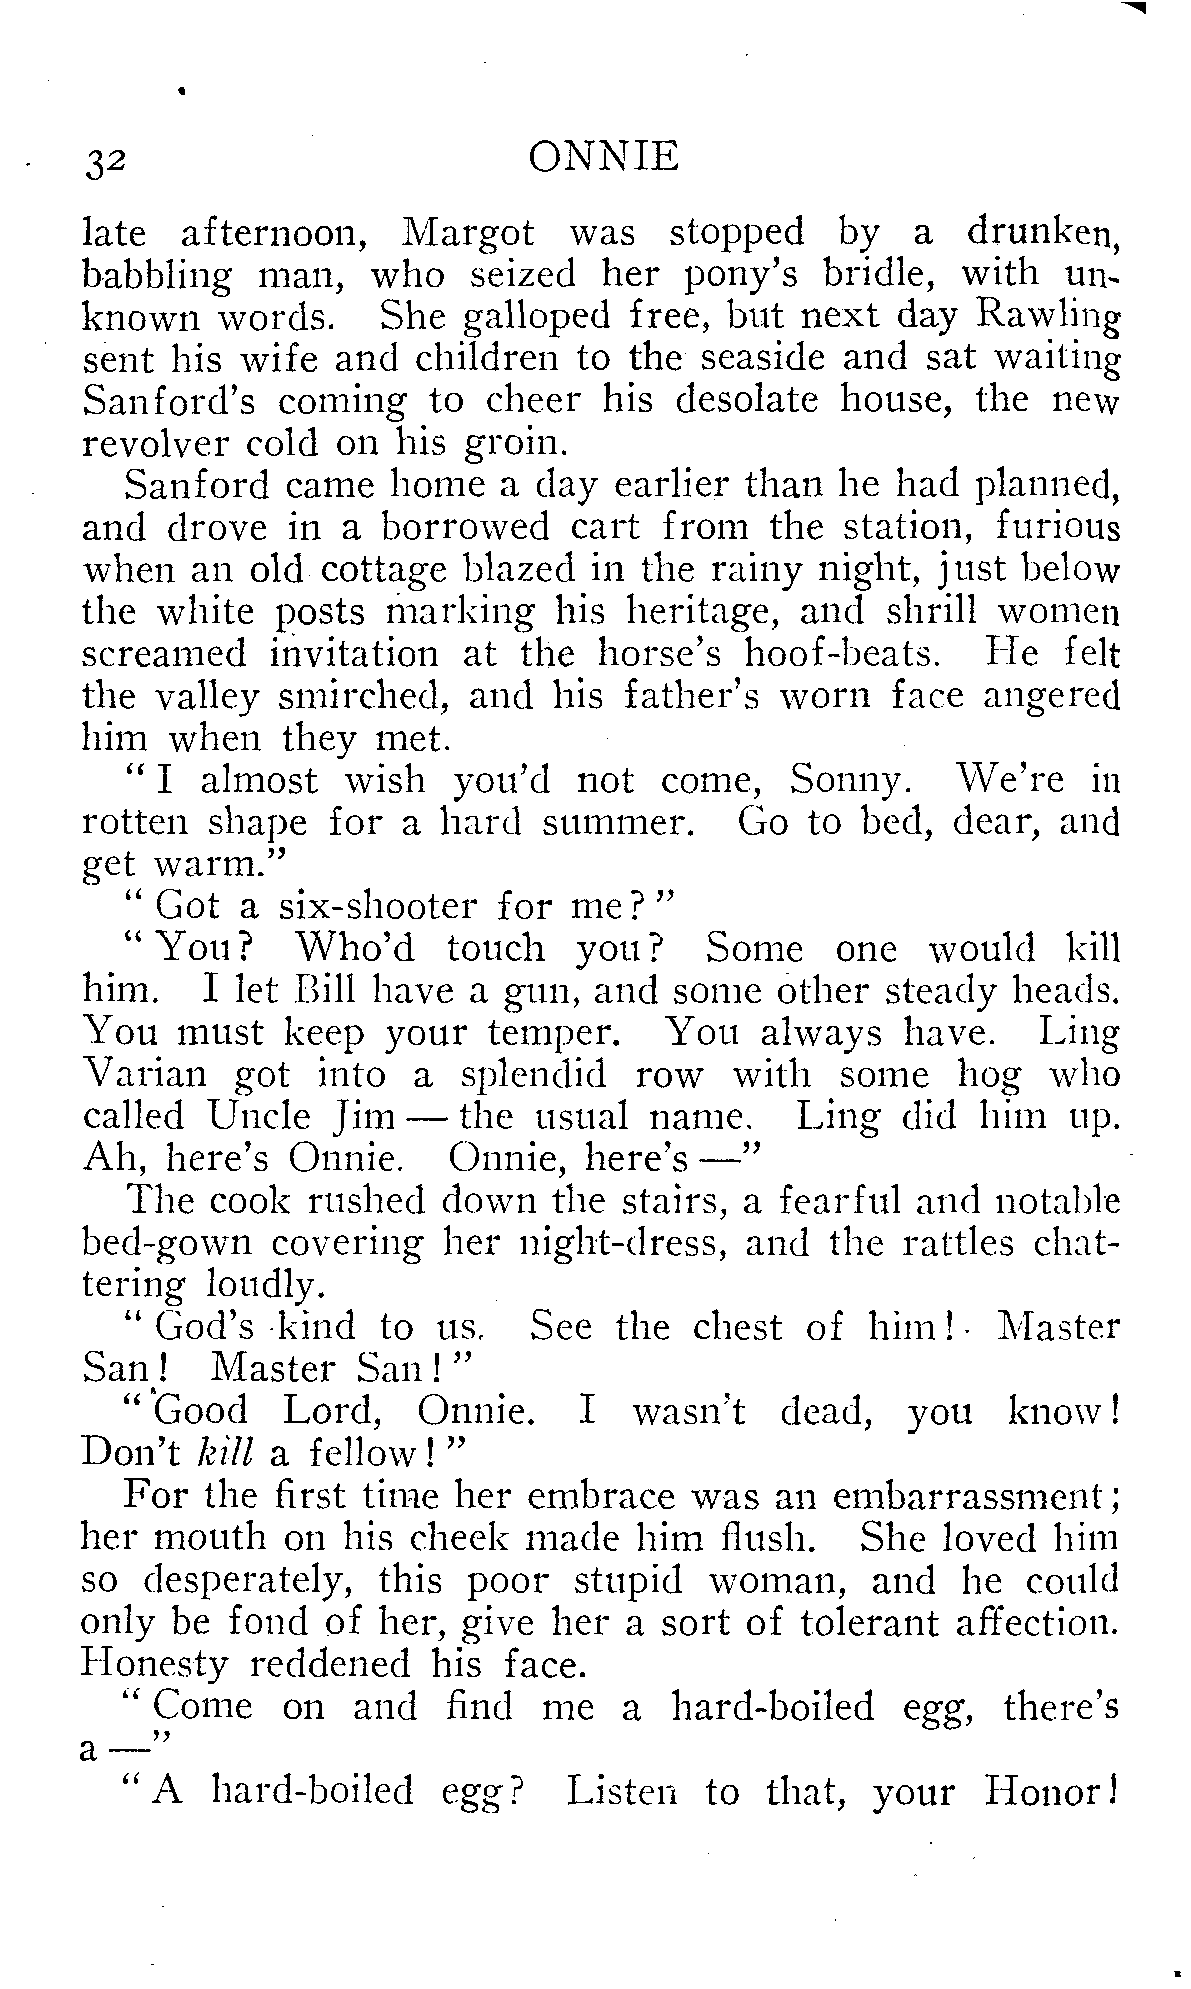 32 ONNIE
late afternoon, Margot was stopped by a drunken,
babbling man, who seized her pony's bridle, with un-
known words. She galloped free, but next day Rawling
sent his wife and children to the seaside and sat waiting
Sanford's coming to cheer his desolate house, the new
revolver cold on his groin.
Sanford came home a day earlier than he had planned,
and drove in a borrowed cart from the station, furious
when an old cottage blazed in the rainy night, just below
the white posts marking his heritage, and shrill women
screamed invitation at the horse's hoof-beats. He felt
the valley smirched, and his father's worn face angered
him when they met.
"I almost wish you'd not come, Sonny. We're in
rotten shape for a hard summer. Go to bed, dear, and
get warm."
"Got a six-shooter for me?"
"You? Who'd touch you? Some one would kill
him. I let Bill have a gun, and some other steady heads.
You must keep your temper. You always have. Ling
Varian got into a splendid row with some hog who
called Uncle Jim — the usual name. Ling did him up.
Ah, here's Onnie. Onnie, here's —"
The cook rushed down the stairs, a fearful and notable
bed-gown covering her night-dress, and the rattles chat-
tering loudly.
"God's kind to us. See the chest of him! Master
San! Master San!"
"Good Lord, Onnie. I wasn't dead, you know!
Don't kill a fellow!"
For the first time her embrace was an embarrassment;
her mouth on his cheek made him flush. She loved him
so desperately, this poor stupid woman, and he could
only be fond of her, give her a sort of tolerant affection.
Honesty reddened his face.
"Come on and find me a hard-boiled egg, there's
a —"
"A hard-boiled egg? Listen to that, your Honor!